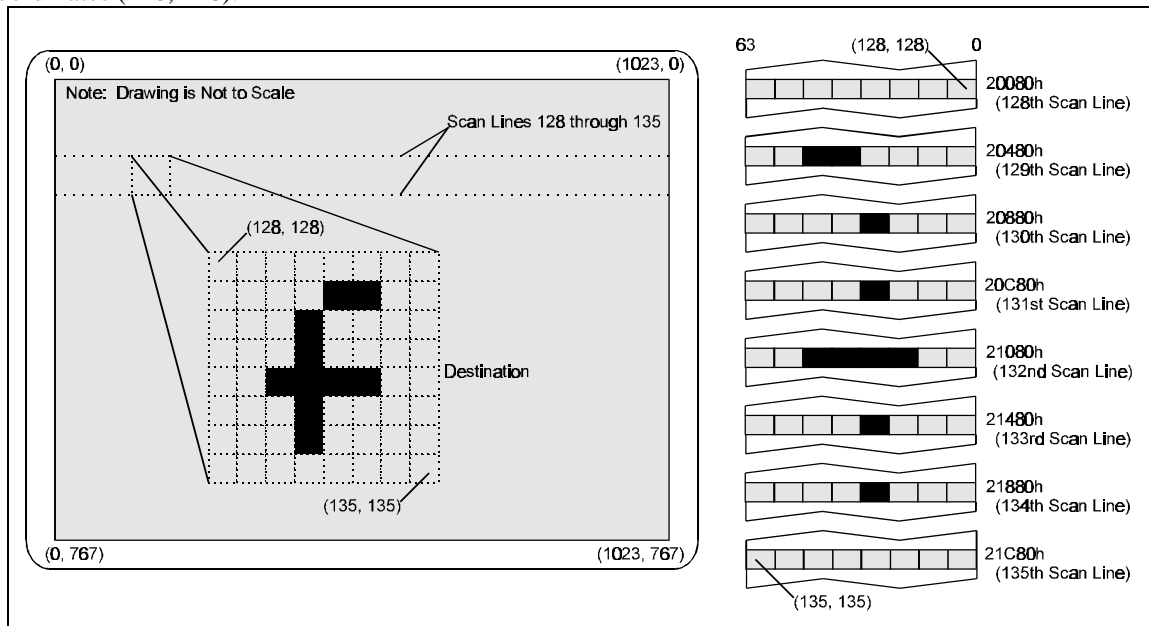 (0, 0)
(1023, 0)
Note: Drawing is Not to Scale
Scan Lines 128 through 135
(128, 128)
Destination
(135, 135)
(0, 767)
(1023, 767)
63
(128, 128)
0
20080h
(128th Scan Line)
20480h
(129th Scan Line)
20880h
(130th Scan Line)
20C80h
(131st Scan Line)
21080h
(132nd Scan Line)
21480h
(133rd Scan Line)
21880h
(134th Scan Line)
21C80h
(135th Scan Line)
(135, 135)